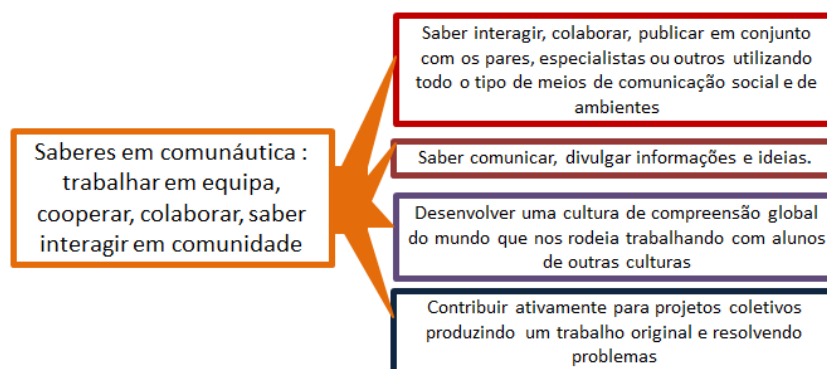 Saber interagir, colaborar, publicar em conjunto
com os pares, especialistas ou outros utilizando
todo o tipo de meios de comunicação social e de
ambientes
Saberes em comunáutica :
trabalhar em equipa,
cooperar, colaborar, saber
interagir em comunidade
Saber comunicar, divulgar informações e ideias.
Desenvolver uma cultura de compreensão global
do mundo que nos rodeia trabalhando com alunos
de outras culturas
Contribuir ativamente para projetos coletivos
produzindo um trabalho original e resolvendo
problemas